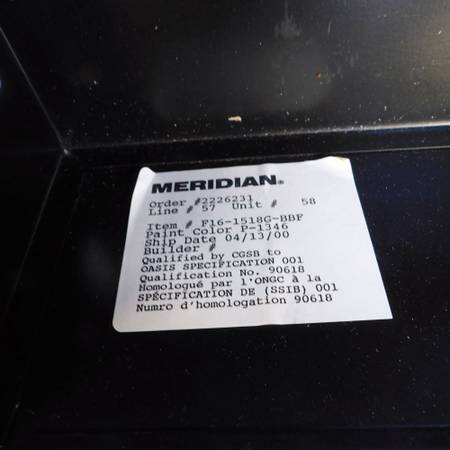 MERIDIAN®
Order #2226231
Line # 57 Unit # 58
Item # F16-1518G-BBF
Paint Color P-1346
Ship Date 04/13/00
Builder #
Qualified by CGSB to
OASIS SPECIFICATION 001
Qualification No. 90618
Homologué par l'ONGC à la
SPÉCIFICATION DE (SSIB) 001
Numro d'homologation 90618